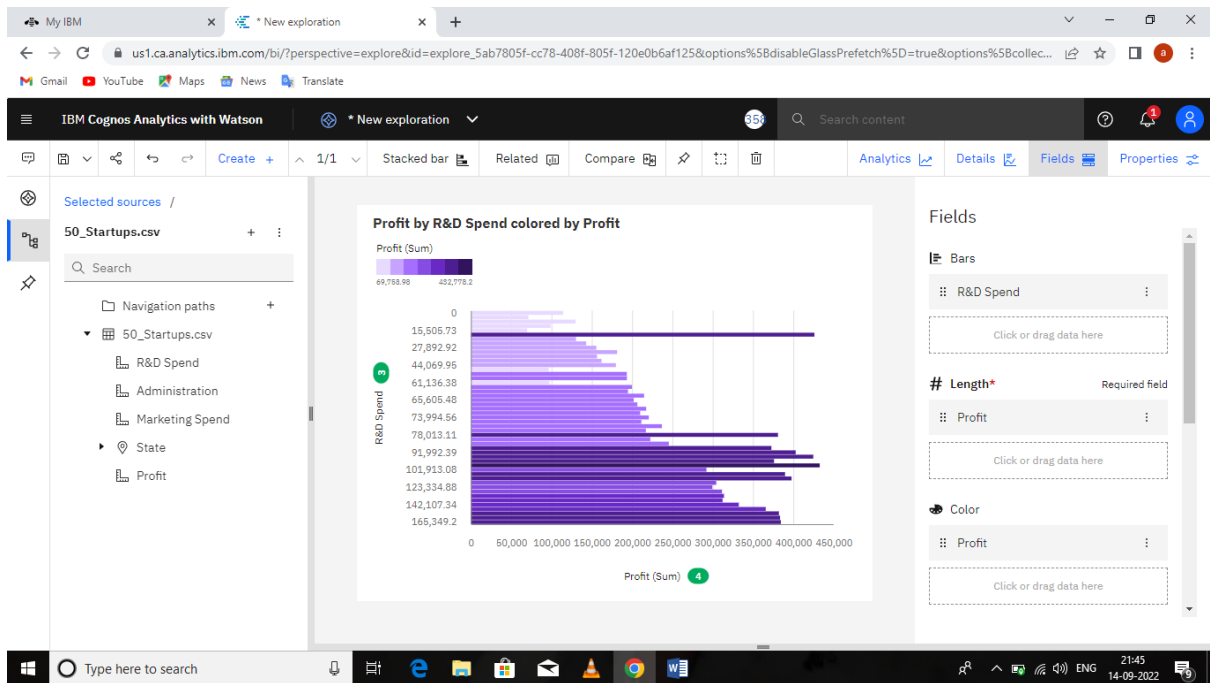 My IBM
* New exploration
us1.ca.analytics.ibm.com/bi/?perspective=explore&id=explore_5ab7805f-cc78-408f-805f-120e0b6af125&options%5BdisableGlassPrefetch%5D=true&options%5Bcollec...
a
Gmail YouTube Maps News Translate
IBM Cognos Analytics with Watson
* New exploration
358
Search content
1
Create +
1/1
Stacked bar
Related
Compare
Analytics
Details
Fields
Properties
Selected sources /
50_Startups.csv
Search
Navigation paths
50_Startups.csv
R&D Spend
Administration
Marketing Spend
State
Profit
Profit by R&D Spend colored by Profit
Profit (Sum)
69,758.98 432,778.2
R&D Spend
3
0
15,505.73
27,892.92
44,069.95
61,136.38
65,605.48
73,994.56
78,013.11
91,992.39
101,913.08
123,334.88
142,107.34
165,349.2
0 50,000 100,000 150,000 200,000 250,000 300,000 350,000 400,000 450,000
Profit (Sum) 4
Fields
Bars
R&D Spend
Click or drag data here
# Length* Required field
Profit
Click or drag data here
Color
Profit
Click or drag data here
Type here to search
ENG
21:45
14-09-2022
9